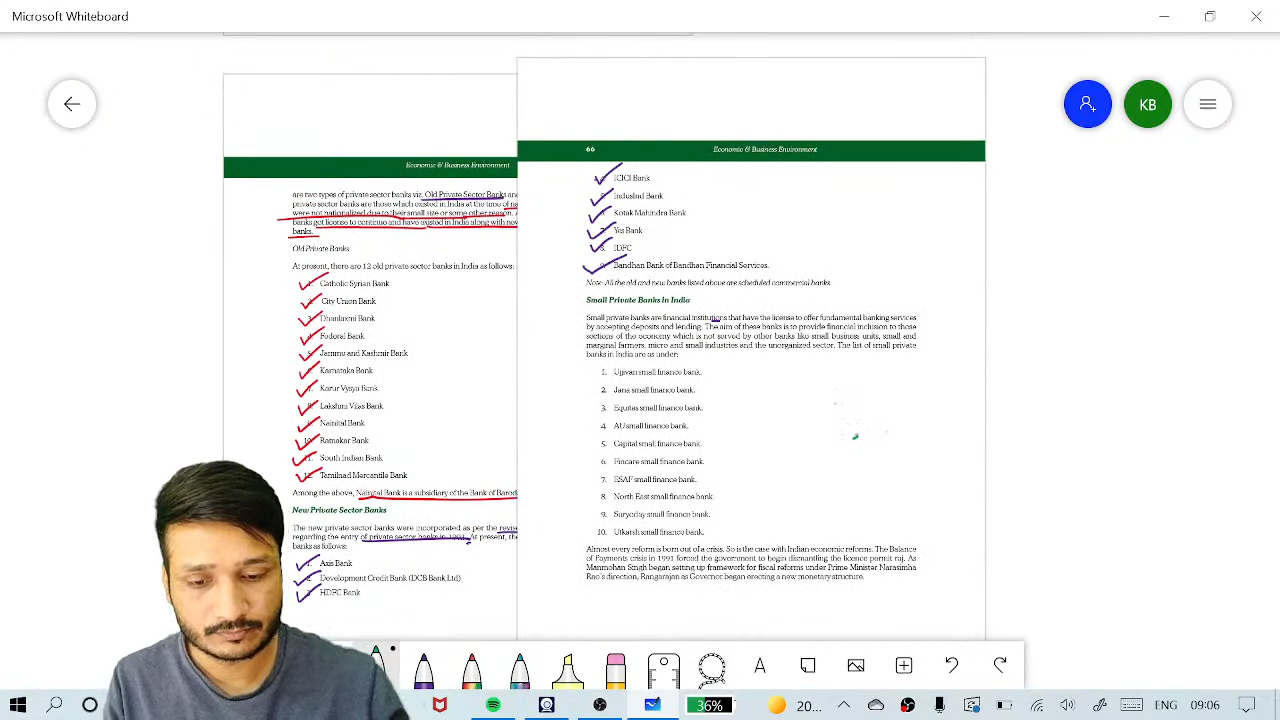 Microsoft Whiteboard
KB
Economic & Business Environment
are two types of private sector banks viz. Old Private Sector Banks and
private sector banks are those which existed in India at the time of na
were not nationalized due to their small size or some other reason. A
banks got license to continue and have existed in India along with new
banks.
Old Private Banks
At present, there are 12 old private sector banks in India as follows:
Catholic Syrian Bank
City Union Bank
Dhanlaxmi Bank
Federal Bank
Jammu and Kashmir Bank
Karnataka Bank
Karur Vysya Bank
Lakshmi Vilas Bank
Nainital Bank
10. Ratnakar Bank
11. South Indian Bank
12. Tamilnad Mercantile Bank
Among the above, Nainital Bank is a subsidiary of the Bank of Baroda
New Private Sector Banks
The new private sector banks were incorporated as per the revise
regarding the entry of private sector banks in 1993. At present, the
banks as follows:
Axis Bank
Development Credit Bank (DCB Bank Ltd)
HDFC Bank
66 Economic & Business Environment
ICICI Bank
IndusInd Bank
Kotak Mahindra Bank
Yes Bank
IDFC
Bandhan Bank of Bandhan Financial Services.
Note: All the old and new banks listed above are scheduled commercial banks.
Small Private Banks in India
Small private banks are financial institutions that have the license to offer fundamental banking services
by accepting deposits and lending. The aim of these banks is to provide financial inclusion to those
sections of the economy which is not served by other banks like small business units, small and
marginal farmers, micro and small industries and the unorganized sector. The list of small private
banks in India are as under:
1. Ujjivan small finance bank.
2. Jana small finance bank.
3. Equitas small finance bank.
4. AU small finance bank.
5. Capital small finance bank.
6. Fincare small finance bank.
7. ESAF small finance bank.
8. North East small finance bank.
9. Suryoday small finance bank.
10. Utkarsh small finance bank.
Almost every reform is born out of a crisis. So is the case with Indian economic reforms. The Balance
of Payments crisis in 1991 forced the government to begin dismantling the licence permit raj. As
Manmohan Singh began setting up framework for fiscal reforms under Prime Minister Narasimha
Rao's direction, Rangarajan as Governor began erecting a new monetary structure.
36%
20...
ENG
09:06